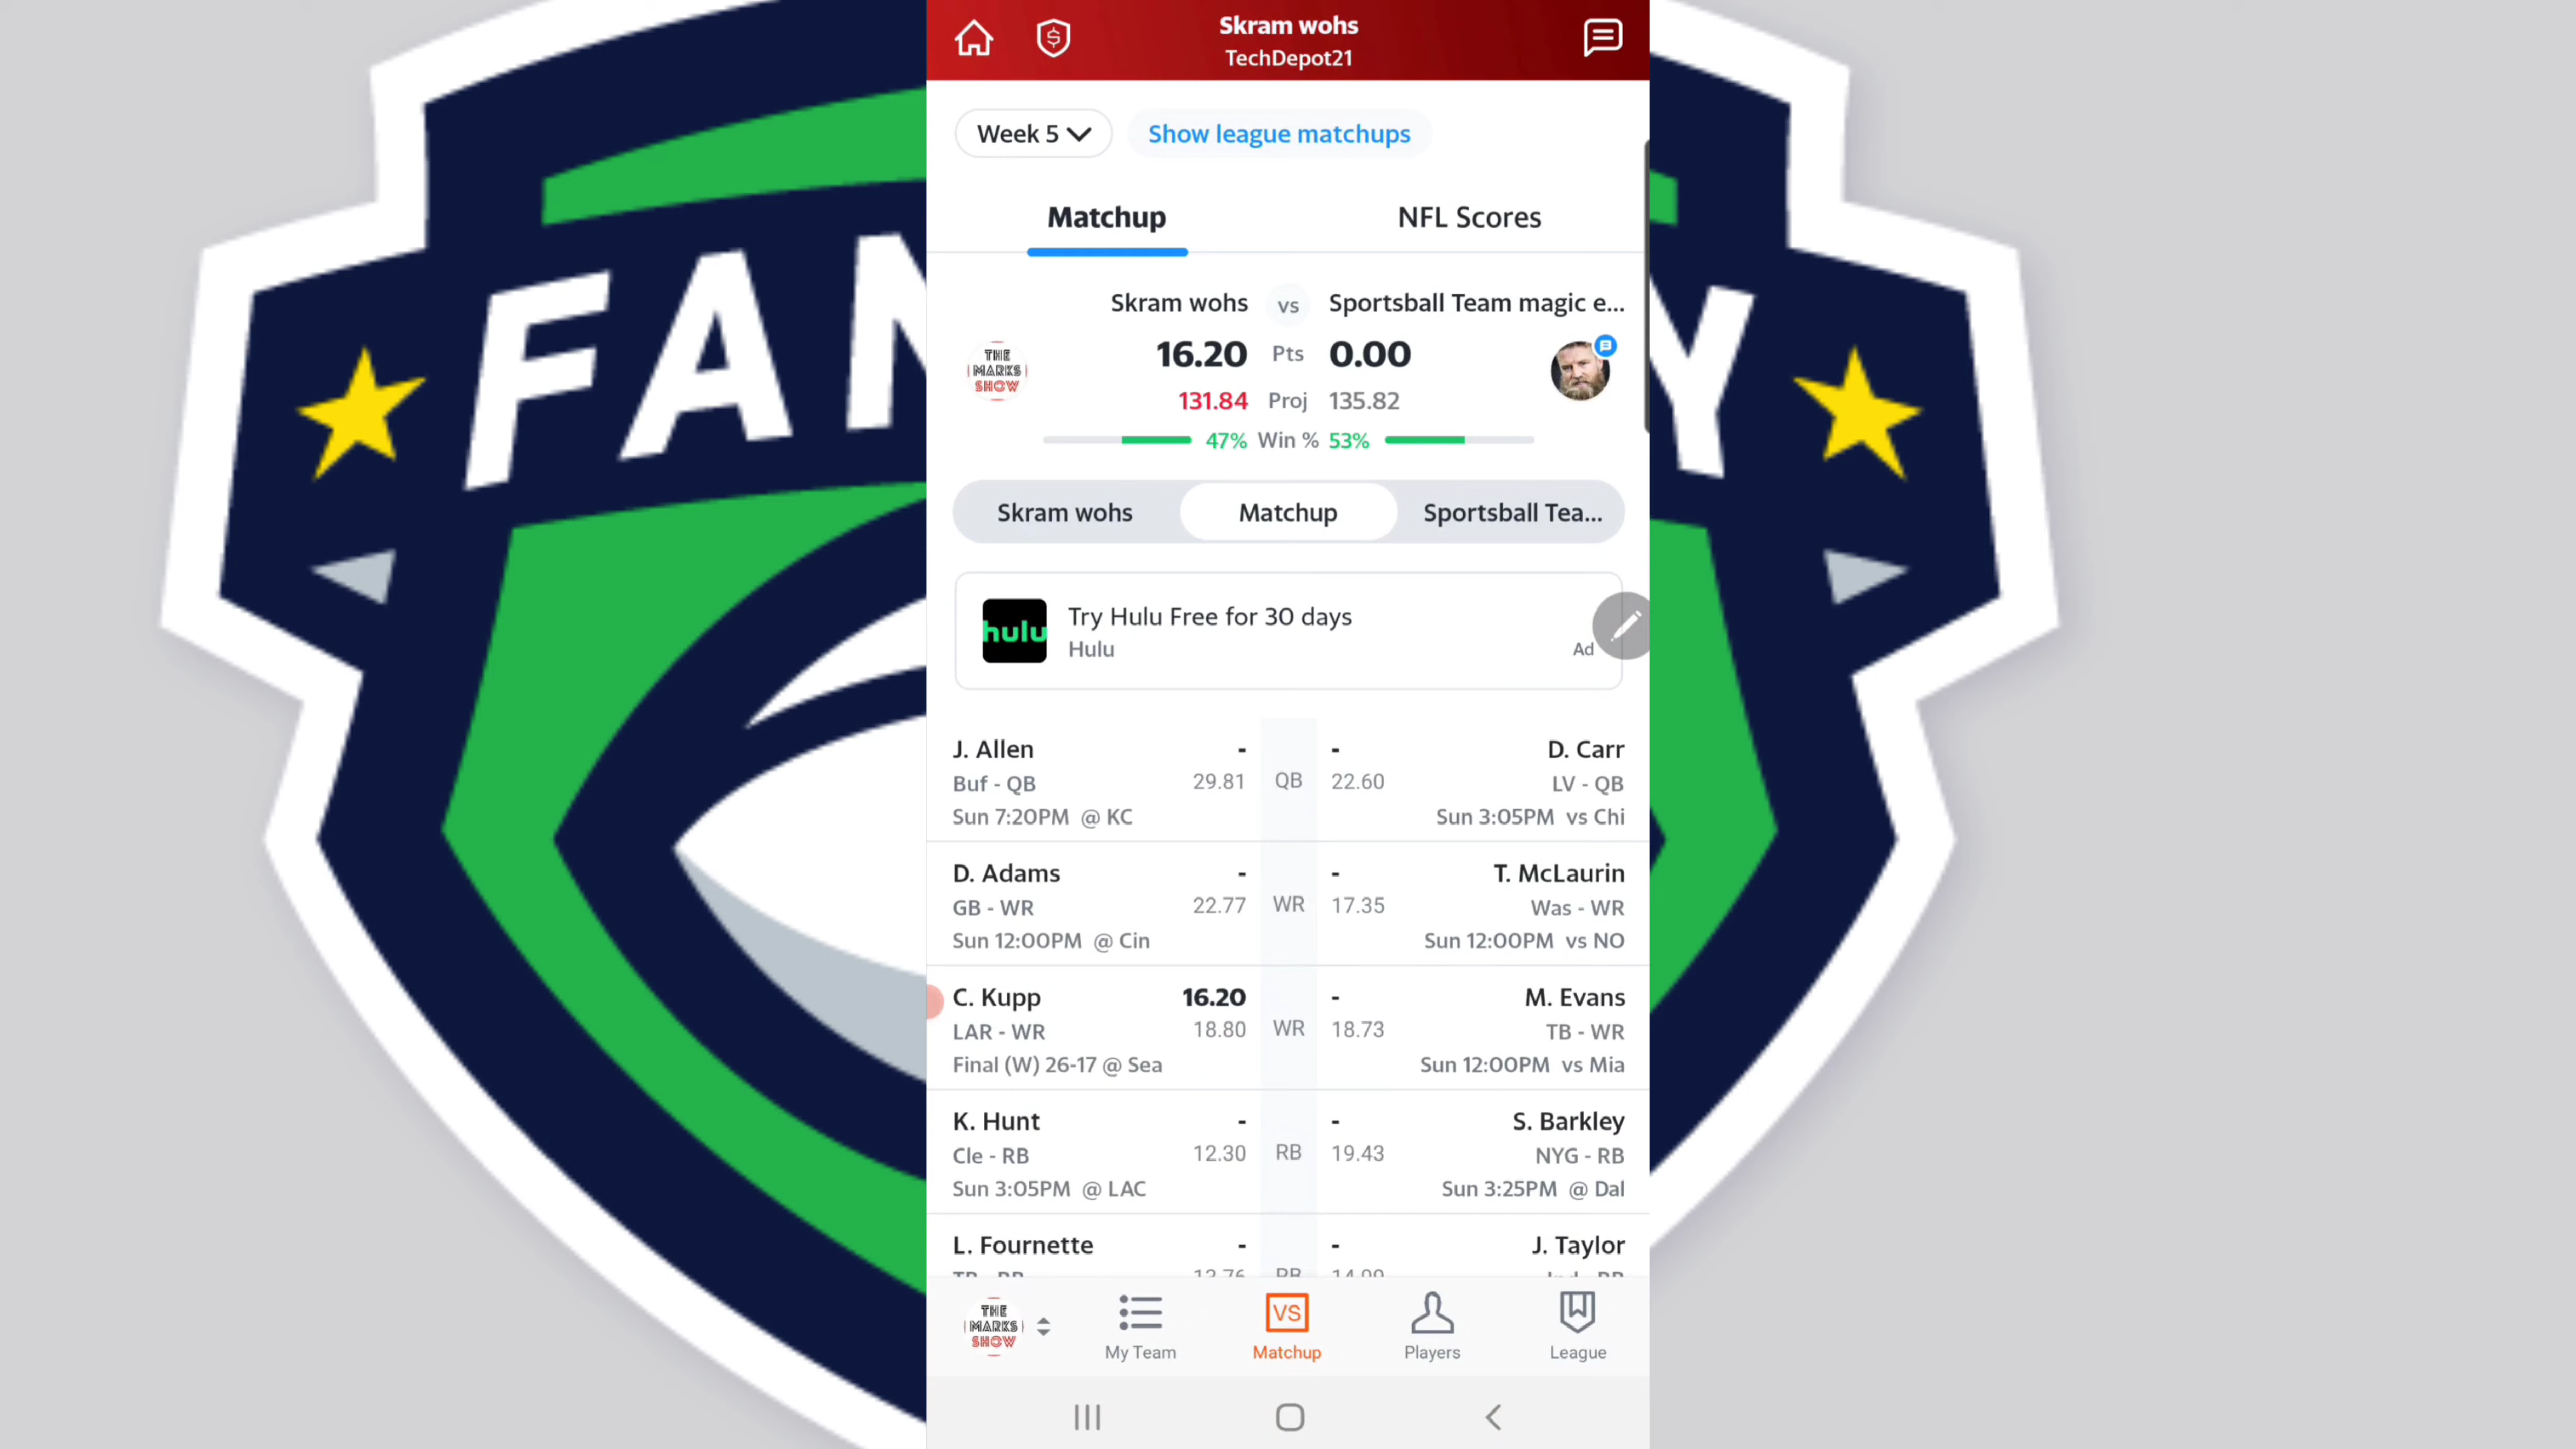 FAN
Y
Skram wohs
TechDepot21
Week 5
Show league matchups
Matchup
NFL Scores
Skram wohs
vs
Sportsball Team magic e...
THE
MARKS
SHOW
16.20
Pts
0.00
131.84
Proj
135.82
47%
Win %
53%
Skram wohs
Matchup
Sportsball Tea...
hulu
Try Hulu Free for 30 days
Hulu
Ad
J. Allen
-
-
D. Carr
Buf - QB
29.81
QB
22.60
LV - QB
Sun 7:20PM @ KC
Sun 3:05PM vs Chi
D. Adams
-
-
T. McLaurin
GB - WR
22.77
WR
17.35
Was - WR
Sun 12:00PM @ Cin
Sun 12:00PM vs NO
C. Kupp
16.20
-
M. Evans
LAR - WR
18.80
WR
18.73
TB - WR
Final (W) 26-17 @ Sea
Sun 12:00PM vs Mia
K. Hunt
-
-
S. Barkley
Cle - RB
12.30
RB
19.43
NYG - RB
Sun 3:05PM @ LAC
Sun 3:25PM @ Dal
L. Fournette
-
-
J. Taylor
TB - RB
RB
Ind - RB
THE
MARKS
SHOW
My Team
VS
Matchup
Players
League